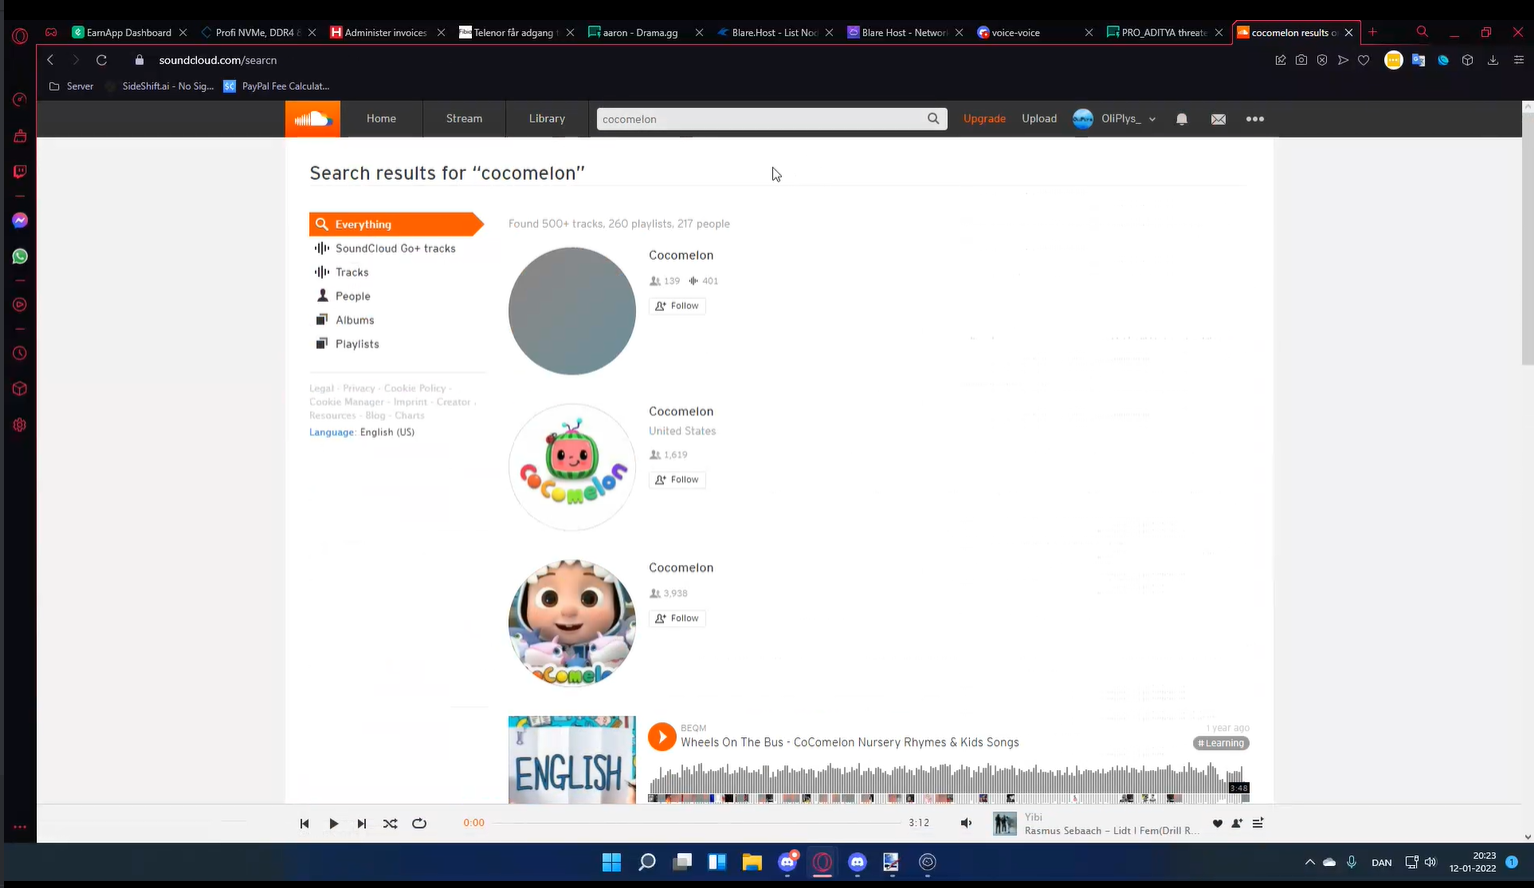 EarnApp Dashboard
Profi NVMe, DDR4 &
Administer invoices
Telenor får adgang
aaron - Drama.gg
Blare.Host - List Nod
Blare Host - Network
voice-voice
PRO_ADITYA threate
cocomelon results o
soundcloud.com/search
Server
SideShift.ai - No Sig...
PayPal Fee Calculat...
Home
Stream
Library
cocomelon
Upgrade
Upload
OliPlys_
Search results for “cocomelon”
Everything
SoundCloud Go+ tracks
Tracks
People
Albums
Playlists
Legal - Privacy - Cookie Policy -
Cookie Manager - Imprint - Creator
Resources - Blog - Charts
Language: English (US)
Found 500+ tracks, 260 playlists, 217 people
Cocomelon
139 401
Follow
Cocomelon
United States
1,619
Follow
CoComelon
Cocomelon
3,938
Follow
CoComelon
ENGLISH
BEQM
1 year ago
Wheels On The Bus - CoComelon Nursery Rhymes & Kids Songs
# Learning
3:48
0:00
3:12
Yibi
Rasmus Sebaach – Lidt I Fem(Drill R...
DAN
20:23
12-01-2022
1